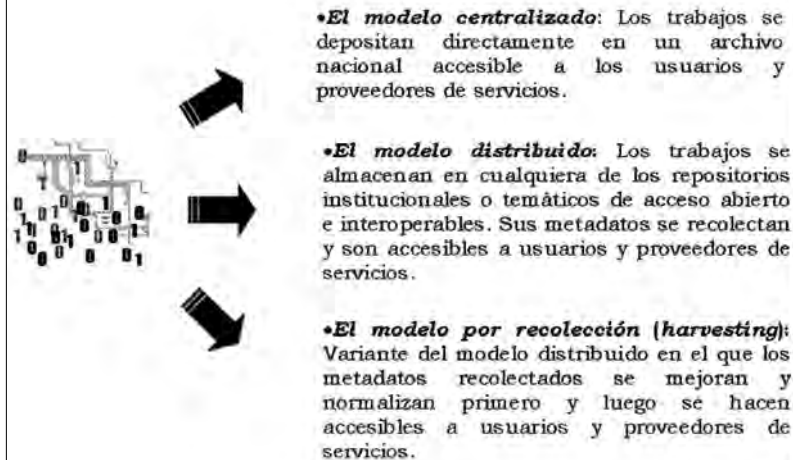 •El modelo centralizado: Los trabajos se
depositan directamente en un archivo
nacional accesible a los usuarios y
proveedores de servicios.
•El modelo distribuido: Los trabajos se
almacenan en cualquiera de los repositorios
institucionales o temáticos de acceso abierto
e interoperables. Sus metadatos se recolectan
y son accesibles a usuarios y proveedores de
servicios.
•El modelo por recolección (harvesting):
Variante del modelo distribuido en el que los
metadatos recolectados se mejoran y
normalizan primero y luego se hacen
accesibles a usuarios y proveedores de
servicios.